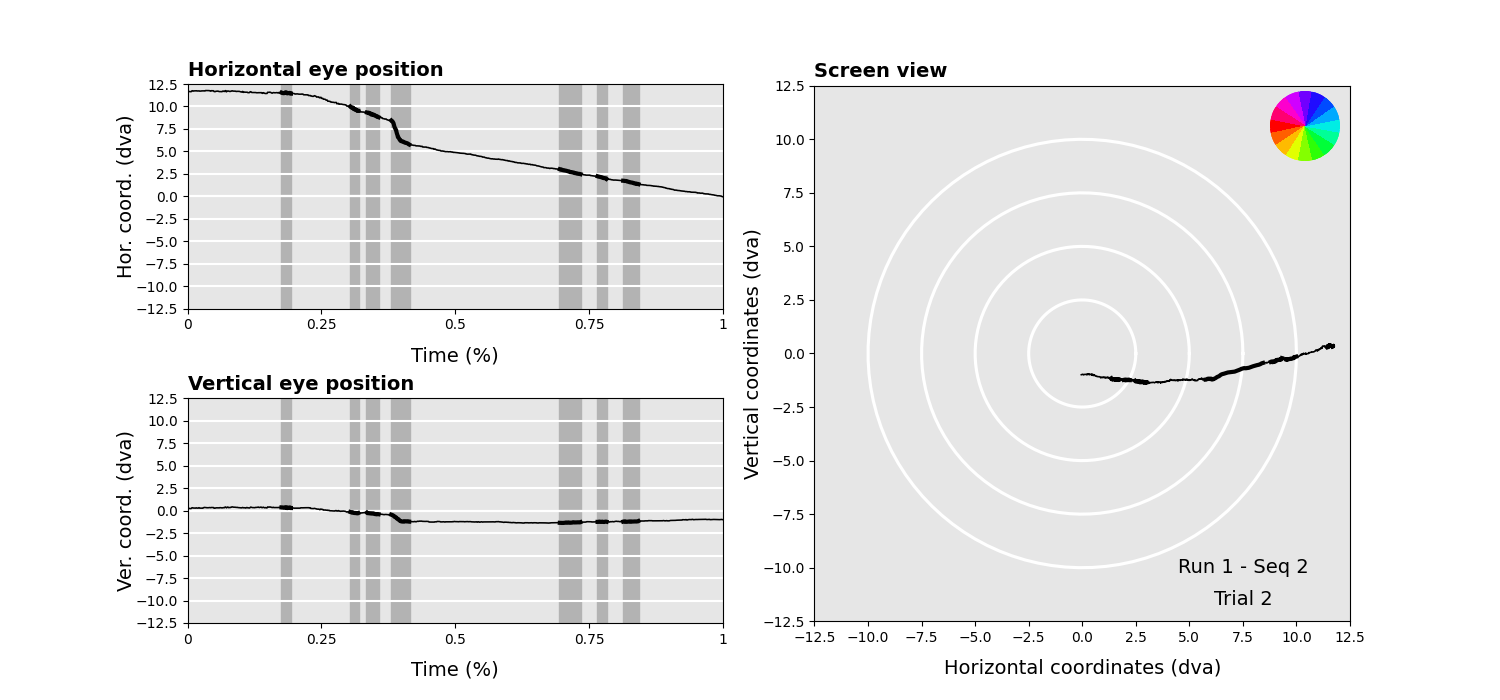 Horizontal eye position
Hor. coord. (dva)
12.5
10.0
7.5
5.0
2.5
0.0
−2.5
−5.0
−7.5
−10.0
−12.5
0 0.25 0.5 0.75 1
Time (%)
Vertical eye position
Ver. coord. (dva)
12.5
10.0
7.5
5.0
2.5
0.0
−2.5
−5.0
−7.5
−10.0
−12.5
0 0.25 0.5 0.75 1
Time (%)
Screen view
Vertical coordinates (dva)
12.5
10.0
7.5
5.0
2.5
0.0
−2.5
−5.0
−7.5
−10.0
−12.5
Run 1 - Seq 2
Trial 2
−12.5 −10.0 −7.5 −5.0 −2.5 0.0 2.5 5.0 7.5 10.0 12.5
Horizontal coordinates (dva)